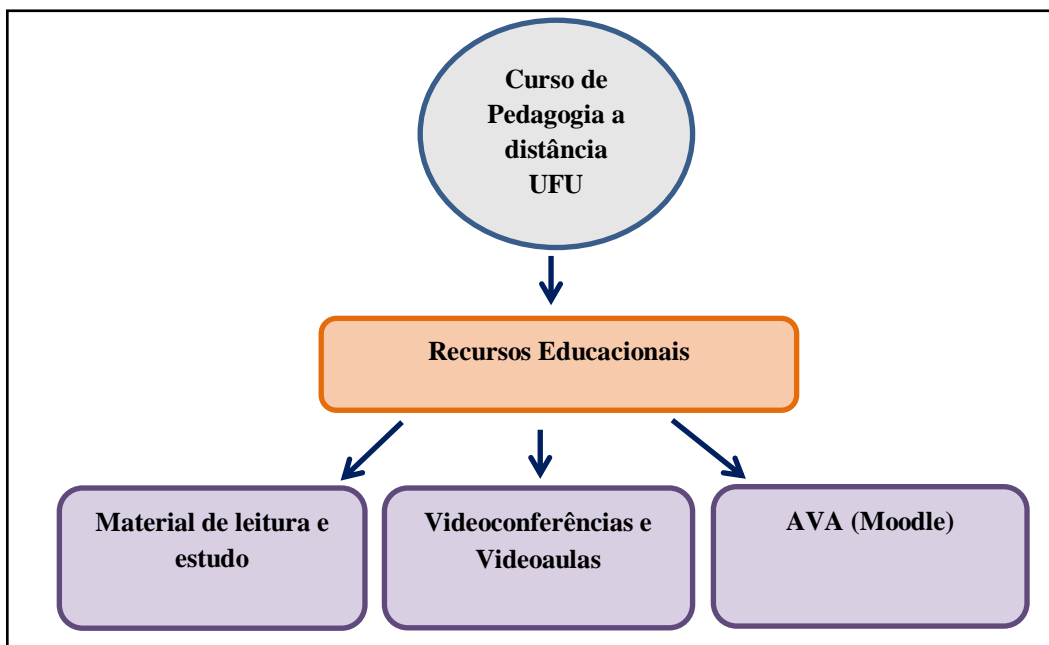 Curso de
Pedagogia a
distância
UFU
Recursos Educacionais
Material de leitura e
estudo
Videoconferências e
Videoaulas
AVA (Moodle)